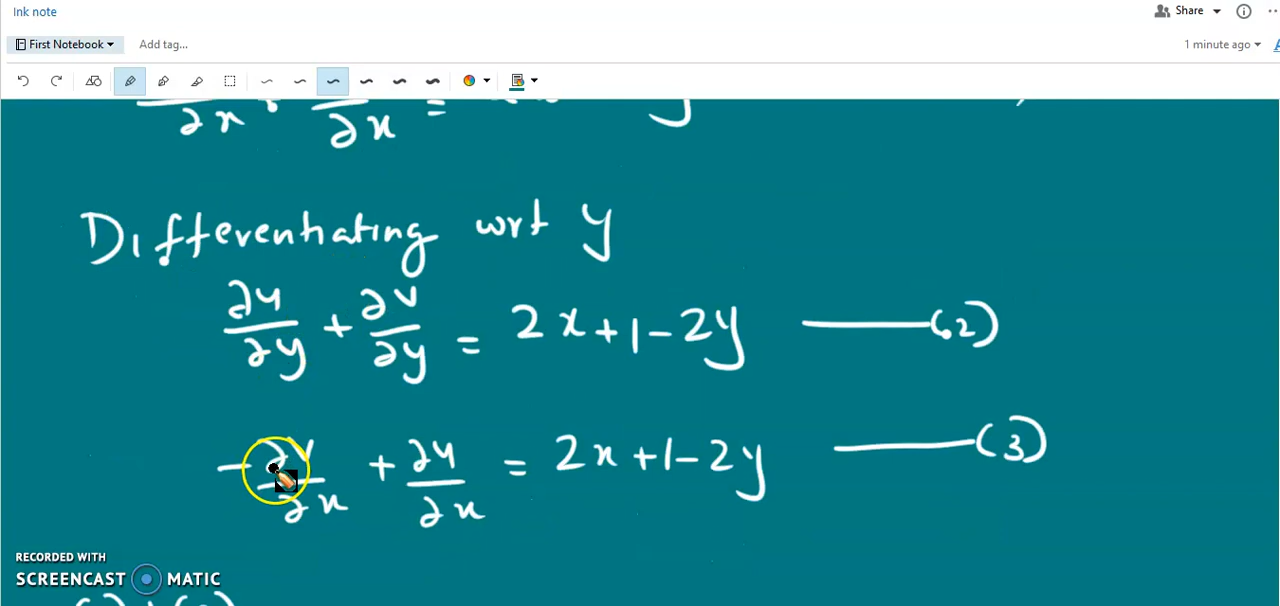 Ink note
Share
First Notebook
Add tag...
1 minute ago
∂x + ∂x = y
Differenhating wrt y
∂u/∂y + ∂v/∂y = 2x+1-2y —(2)
-∂v/∂x + ∂u/∂x = 2x+1-2y —(3)
RECORDED WITH
SCREENCAST MATIC